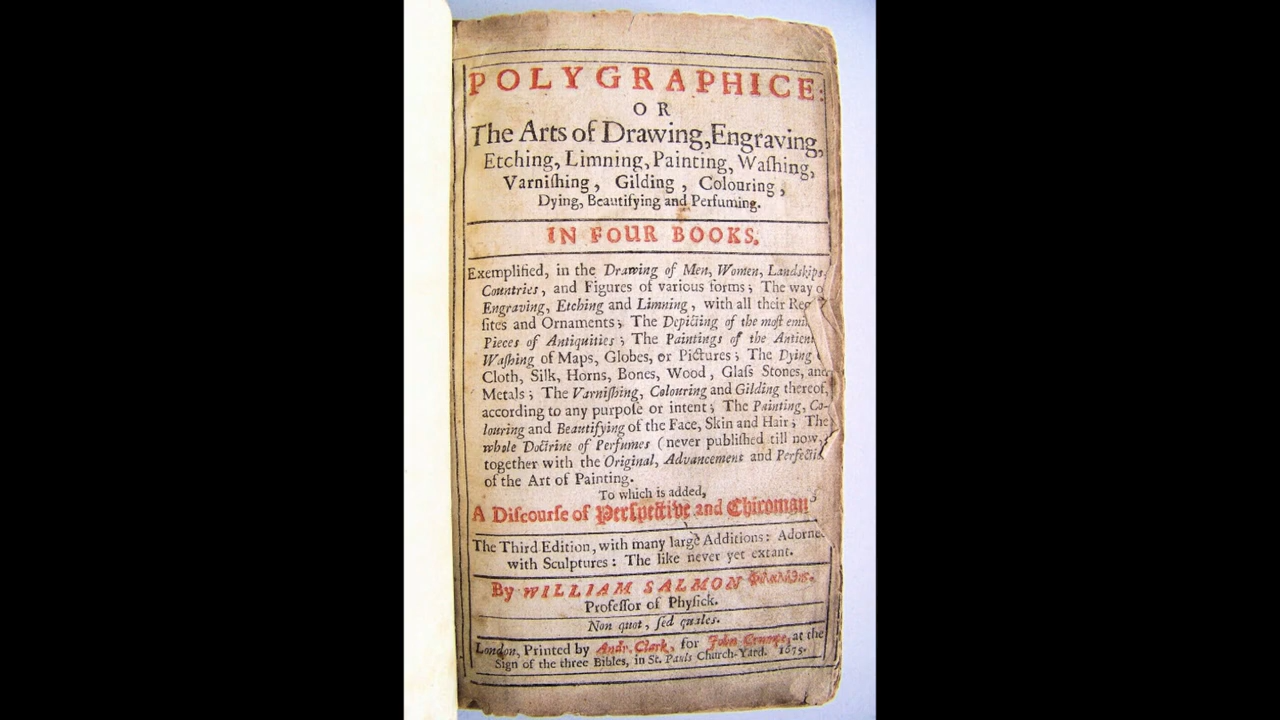 POLYGRAPHICE:
OR
The Arts of Drawing, Engraving,
Etching, Limning, Painting, Waſhing,
Varniſhing, Gilding, Colouring,
Dying, Beautifying and Perfuming.
IN FOUR BOOKS.
Exemplified, in the Drawing of Men, Women, Landskips,
Countries, and Figures of various forms; The way
Engraving, Etching and Limning, with all their
ſites and Ornaments; The Depicting of the moſt
Pieces of Antiquities; The Paintings of the
Waſhing of Maps, Globes, or Pictures; The Dying
Cloth, Silk, Horns, Bones, Wood, Glaſs Stones, and
Metals; The Varniſhing, Colouring and Gilding thereof,
according to any purpoſe or intent; The Painting, Co-
louring and Beautifying of the Face, Skin and Hair; The
whole Doctrine of Perfumes (never publiſhed till now,
together with the Original, Advancement and
of the Art of Painting.
To which is added,
A Diſcourſe of Perſpective and
The Third Edition, with many large Additions:
with Sculptures: The like never yet extant.
By WILLIAM SALMON
Profeſſor of Phyſick.
Non quot, ſed quales.
London, Printed by Andr. Clark, for John at the
Sign of the three Bibles, in St. Pauls Church-Yard. 1675.